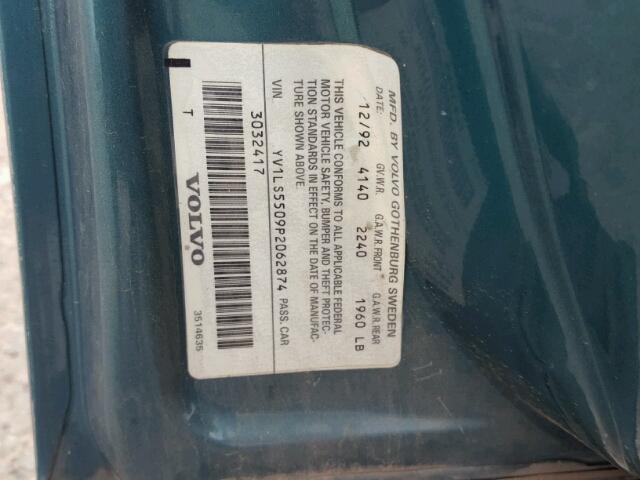 MFD. BY VOLVO GOTHENBURG SWEDEN
DATE: G.V.W.R. G.A.W.R. FRONT G.A.W.R. REAR
12/92 4140 2240 1960 LB
THIS VEHICLE CONFORMS TO ALL APPLICABLE FEDERAL
MOTOR VEHICLE SAFETY, BUMPER AND THEFT PROTEC-
TION STANDARDS IN EFFECT ON THE DATE OF MANUFAC-
TURE SHOWN ABOVE.
VIN: YV1LS5509P2062874 PASS. CAR
3032417
T VOLVO 3514635